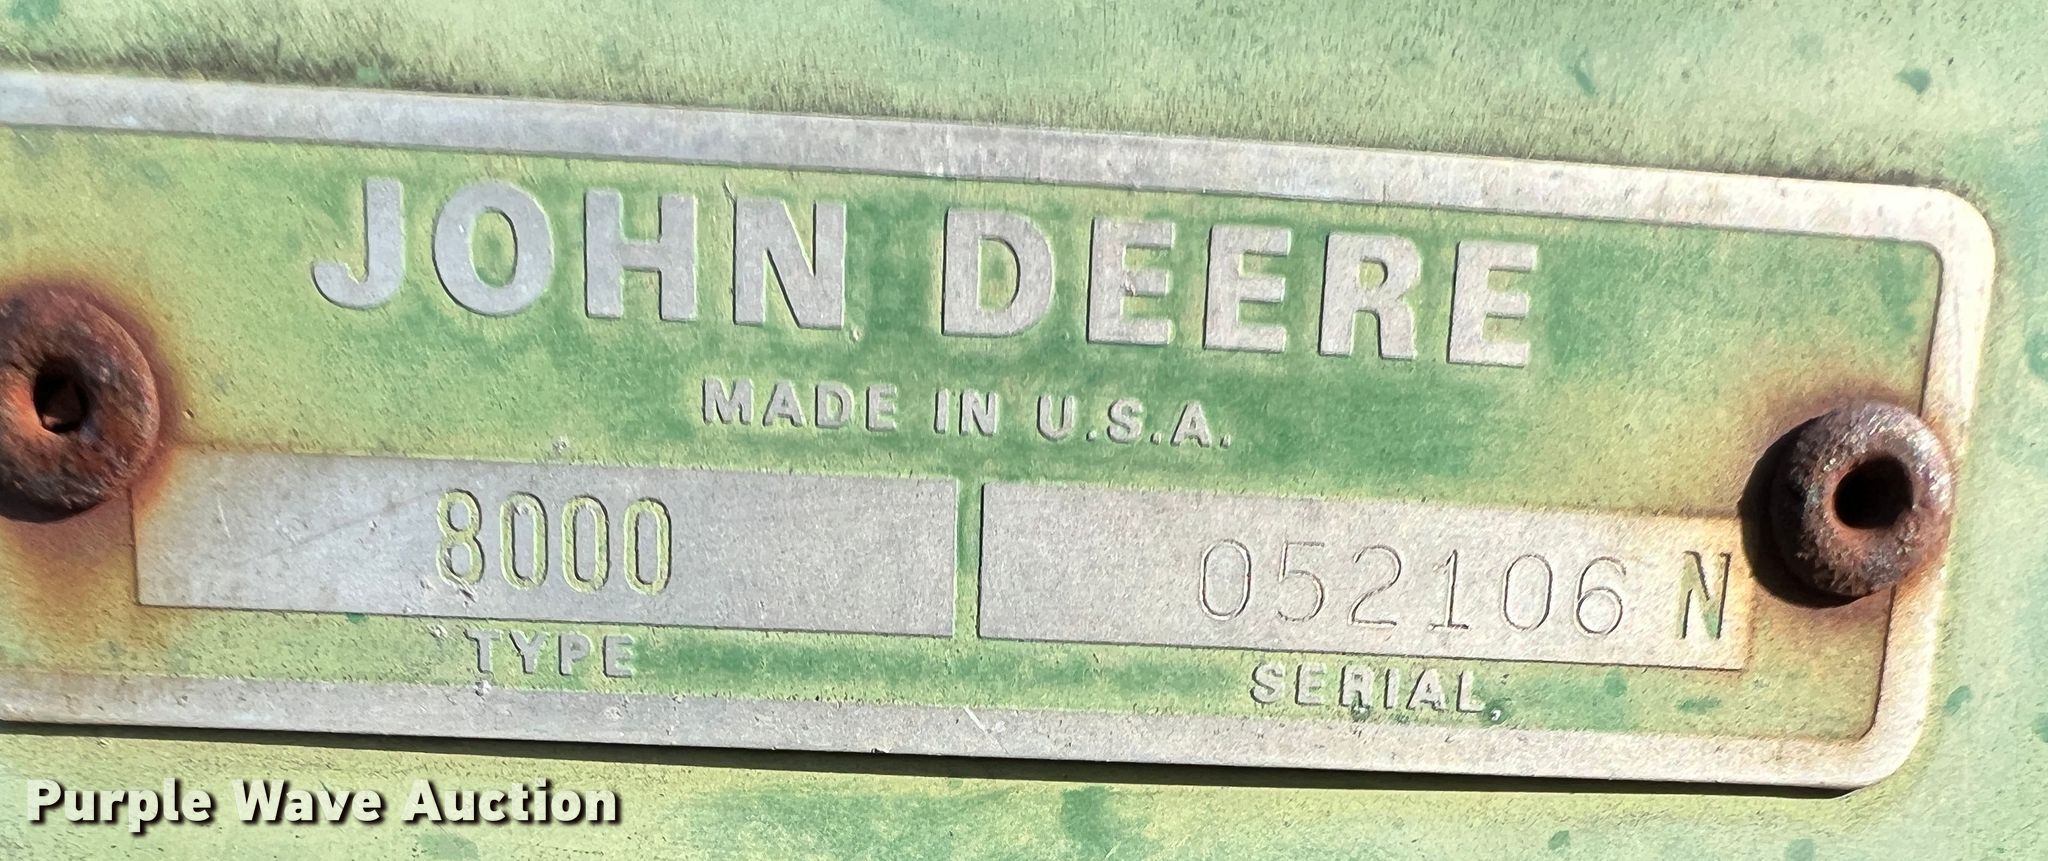 JOHN DEERE
MADE IN U.S.A.
8000 052106 N
TYPE SERIAL
Purple Wave Auction